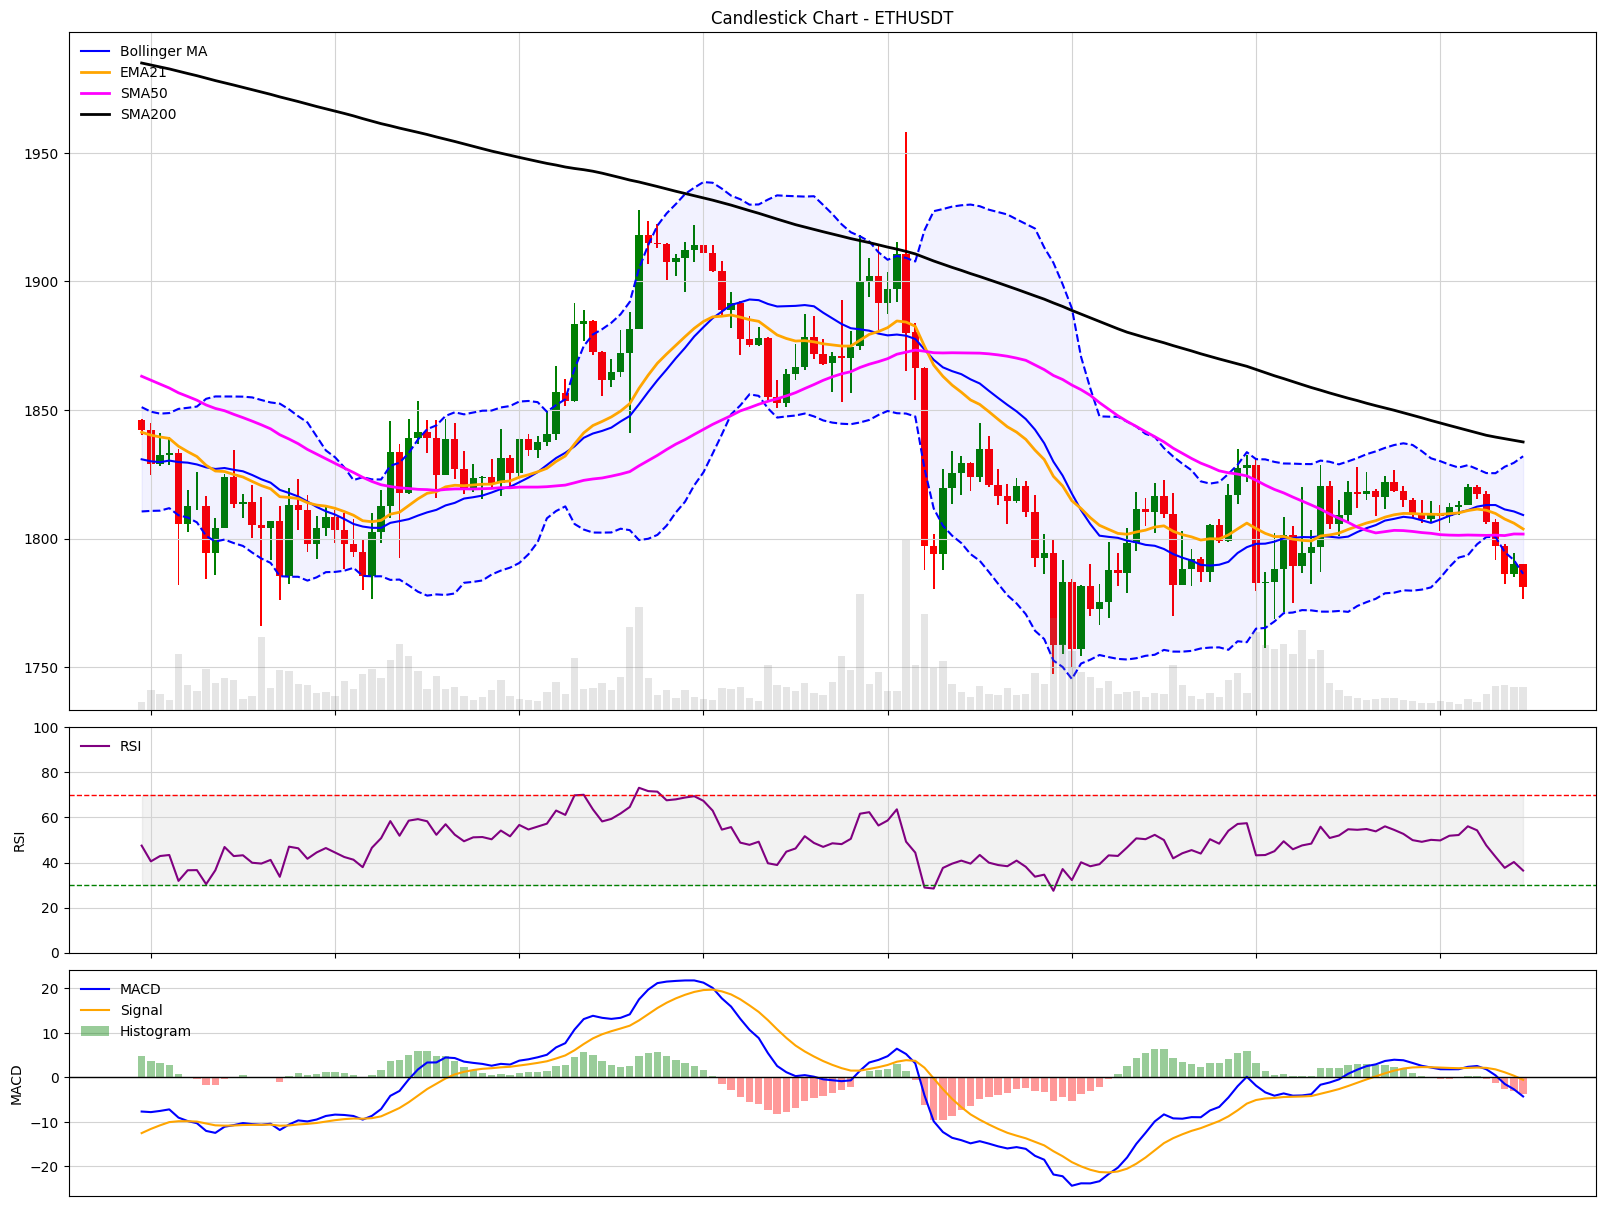 Candlestick Chart - ETHUSDT
Bollinger MA
EMA21
SMA50
SMA200
1950
1900
1850
1800
1750
RSI
100
80
60
40
20
0
RSI
MACD
Signal
Histogram
20
10
0
−10
−20
MACD